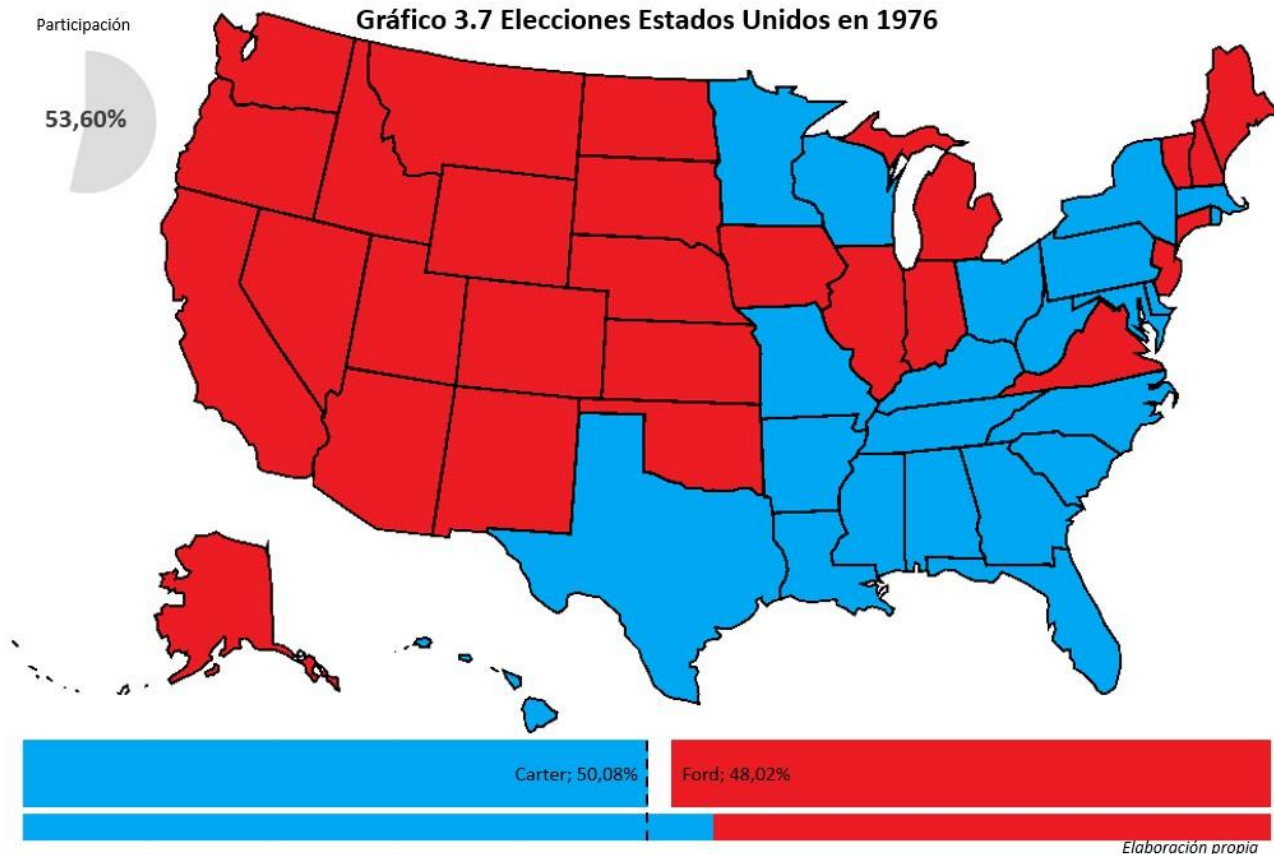 Gráfico 3.7 Elecciones Estados Unidos en 1976
Participación
53,60%
Carter; 50,08%
Ford; 48,02%
Elaboración propia